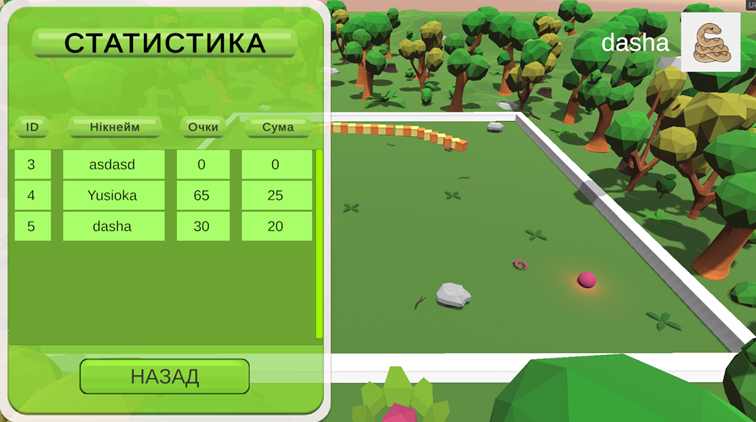 СТАТИСТИКА
dasha
ID Нікнейм Очки Сума
3 asdasd 0 0
4 Yusioka 65 25
5 dasha 30 20
НАЗАД